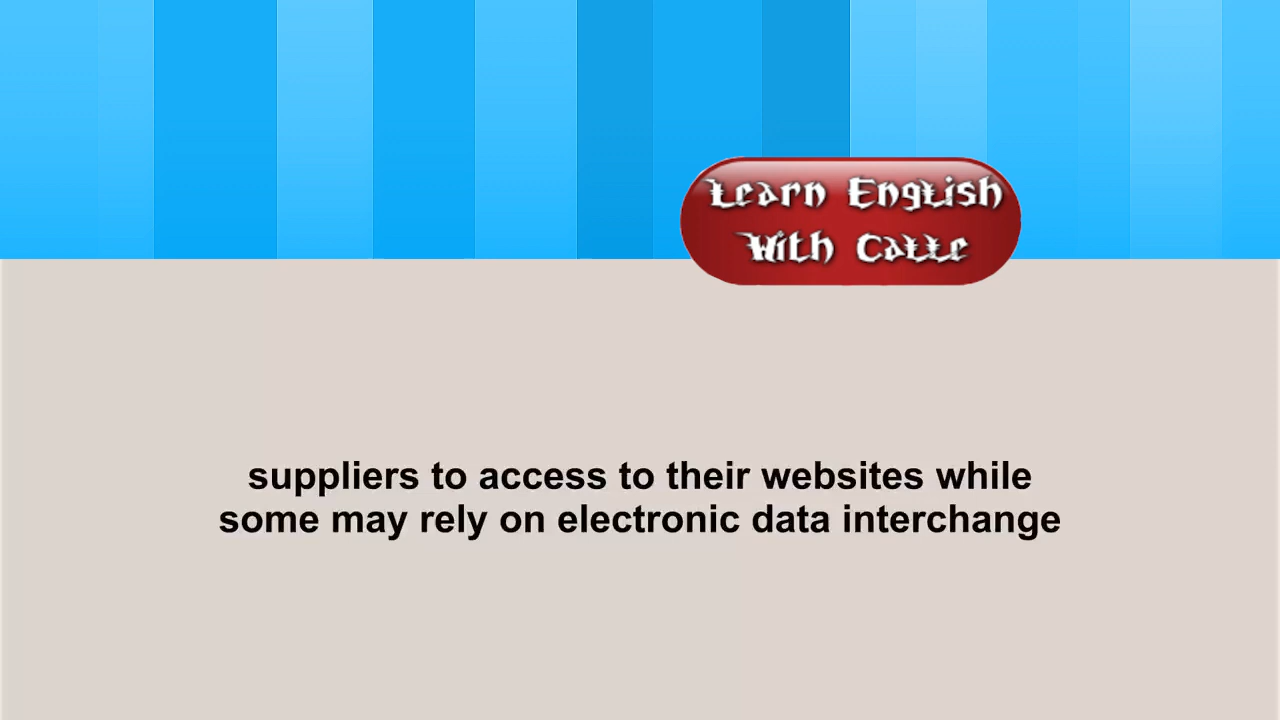 Learn English
With Catte
suppliers to access to their websites while
some may rely on electronic data interchange